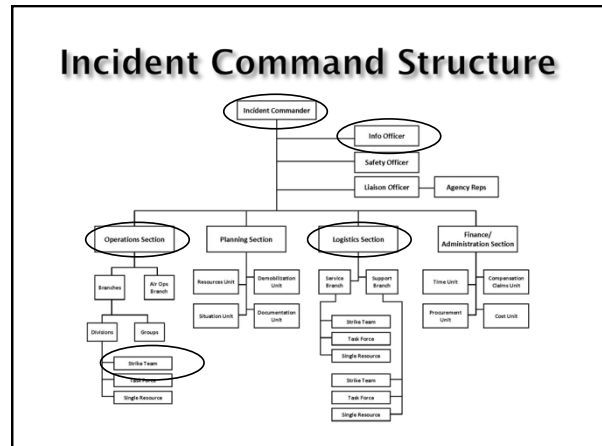 Incident Command Structure
Incident Commander
Info Officer
Safety Officer
Liaison Officer
Agency Reps
Operations Section
Planning Section
Logistics Section
Finance/
Administration Section
Branches
Air Ops
Branch
Resources Unit
Demobilization
Unit
Service
Branch
Support
Branch
Time Unit
Compensation
Claims Unit
Divisions
Groups
Situation Unit
Documentation
Unit
Procurement
Unit
Cost Unit
Strike Team
Task Force
Single Resource
Strike Team
Task Force
Single Resource
Strike Team
Task Force
Single Resource